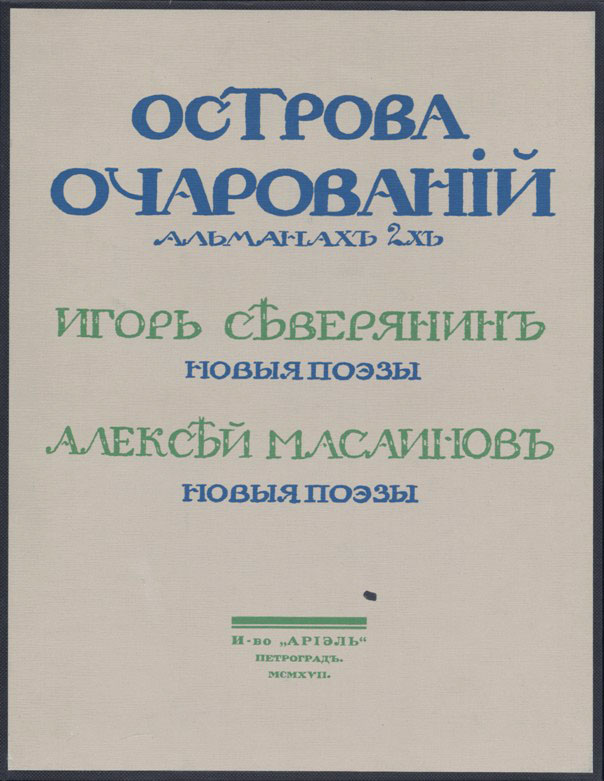 ОСТРОВА
ОЧАРОВАНІЙ
АЛЬМАНАХЪ 2ХЪ
ИГОРЬ СѢВЕРЯНИНЪ
НОВЫЯ ПОЭЗЫ
АЛЕКСѢЙ МАСАИНОВЪ
НОВЫЯ ПОЭЗЫ
И-во „АРІЭЛЬ“
ПЕТРОГРАДЪ.
MCMXVII.